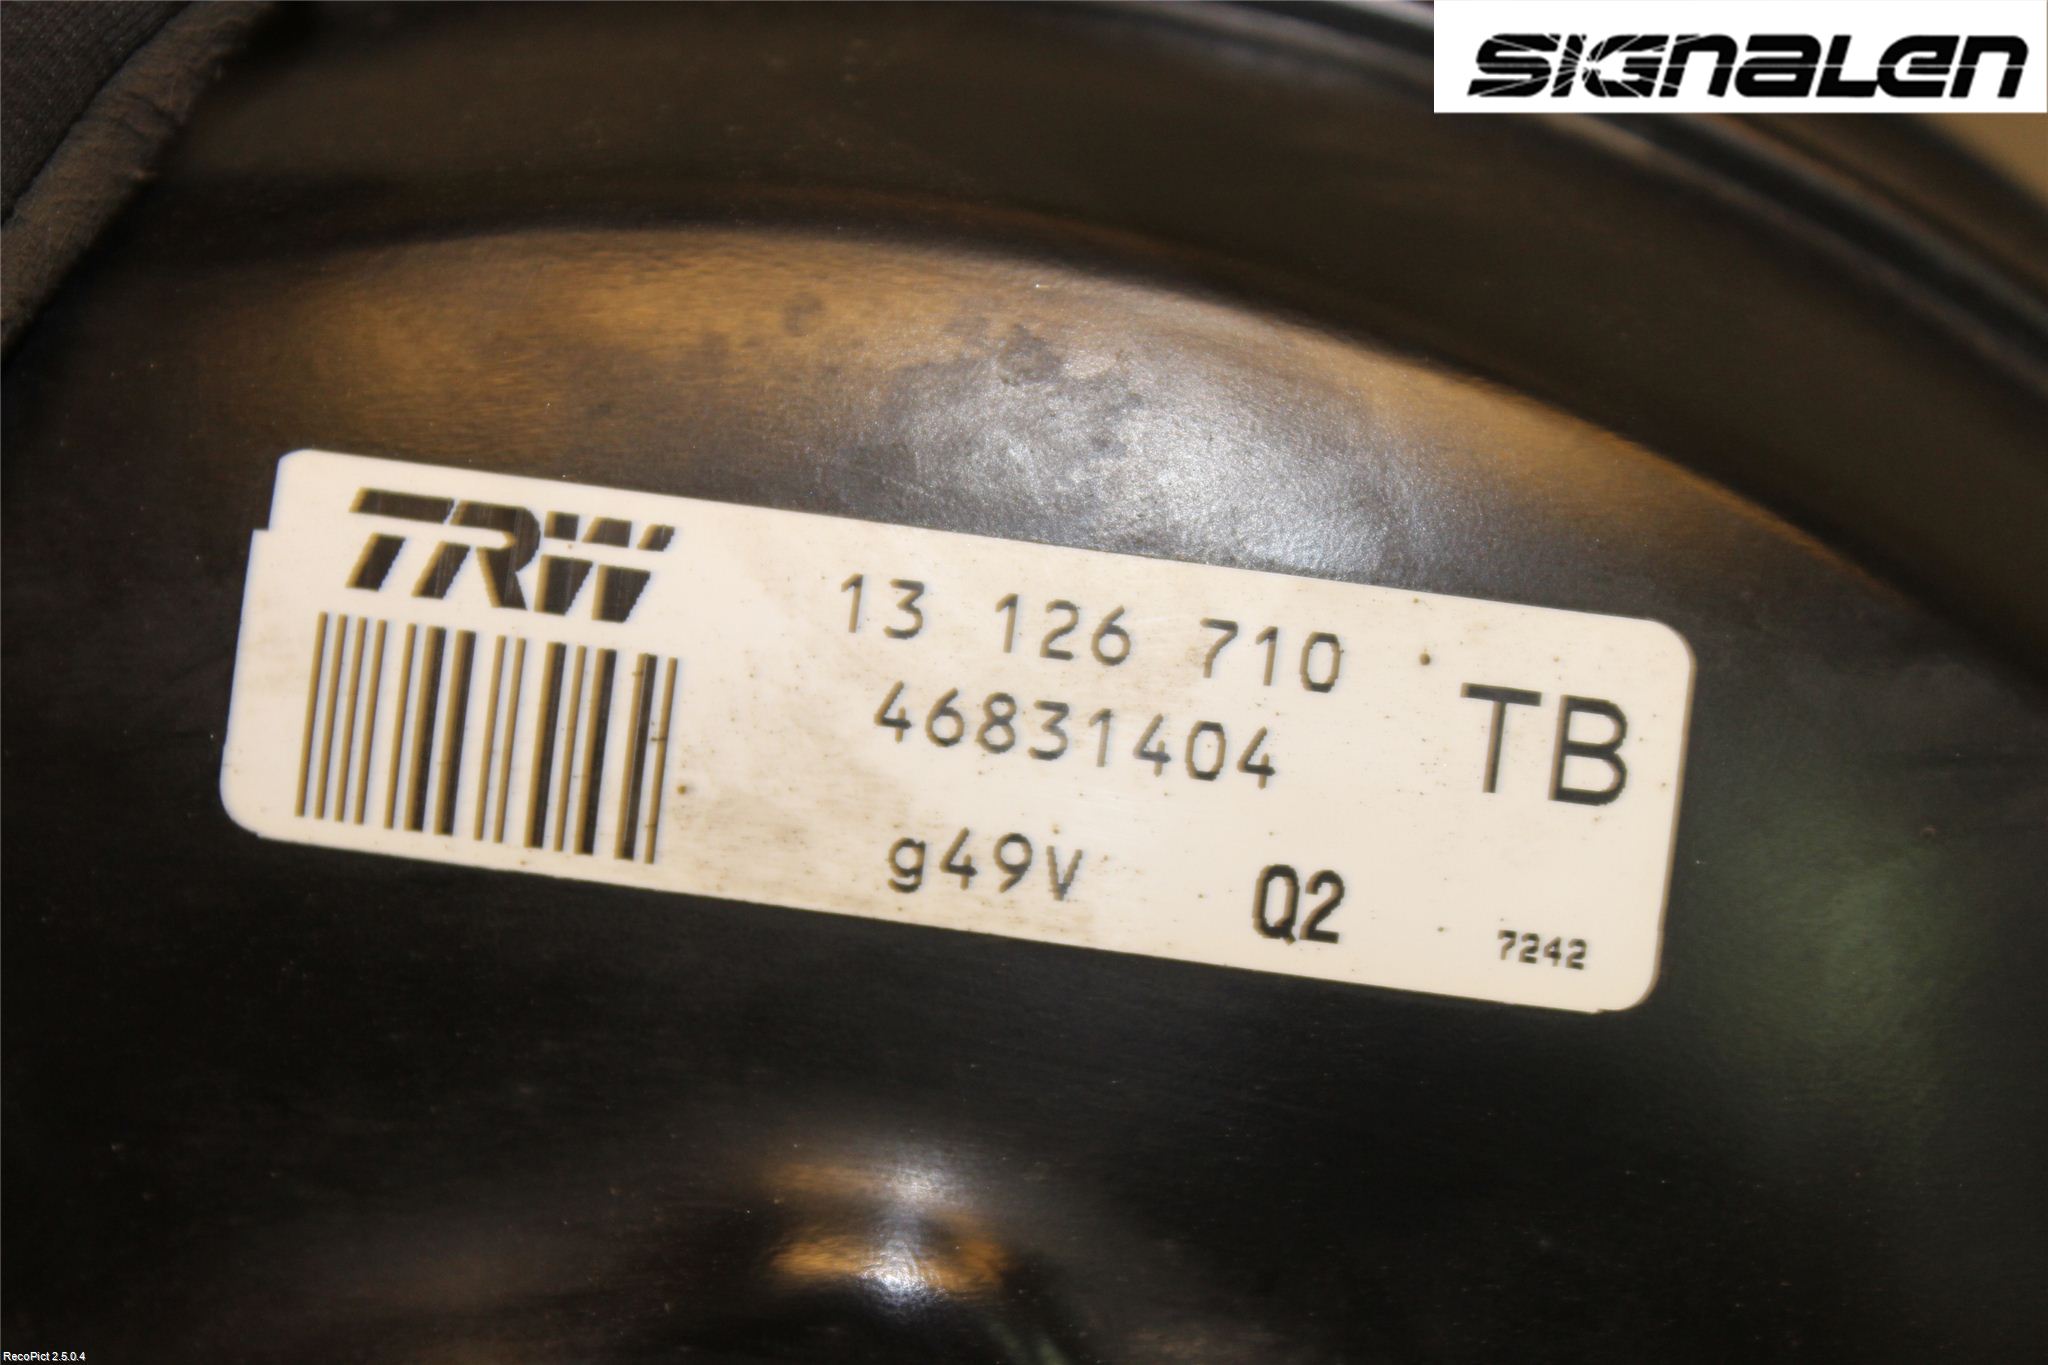 SIGNALEN
TRW
13 126 710
46831404
TB
g49V
Q2
7242
RecoPict 2.5.0.4